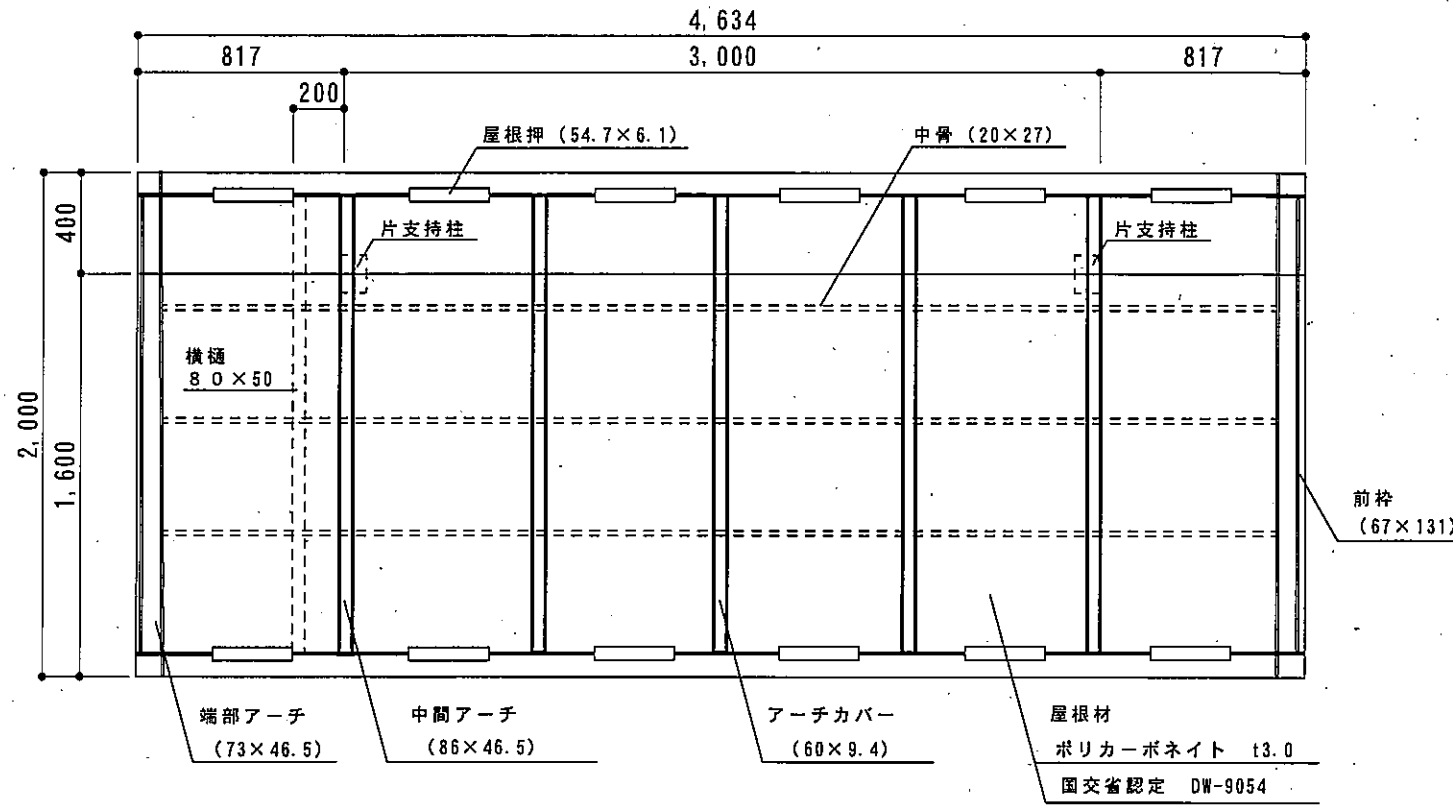 4,634
817
3,000
817
200
屋根押 (54.7×6.1)
中骨 (20×27)
400
片支持柱
片支持柱
横樋
80×50
2,000
1,600
前枠
(67×131)
端部アーチ
(73×46.5)
中間アーチ
(86×46.5)
アーチカバー
(60×9.4)
屋根材
ポリカーボネイト t3.0
国交省認定 DW-9054